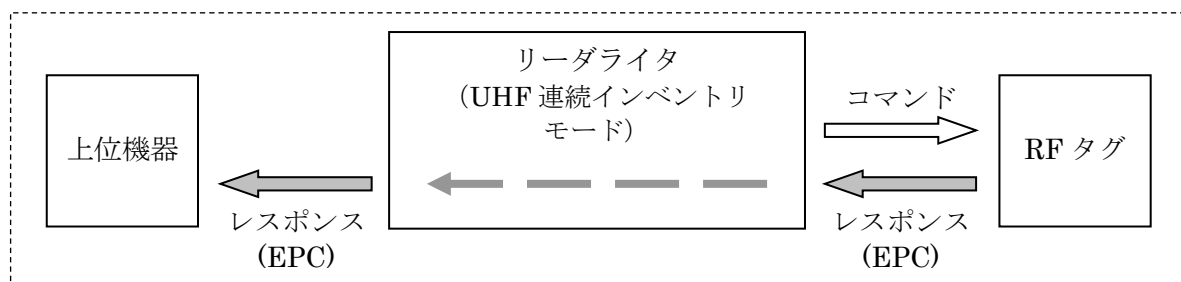 リーダライタ
(UHF 連続インベントリ
モード)
上位機器
コマンド
RF タグ
レスポンス
(EPC)
レスポンス
(EPC)